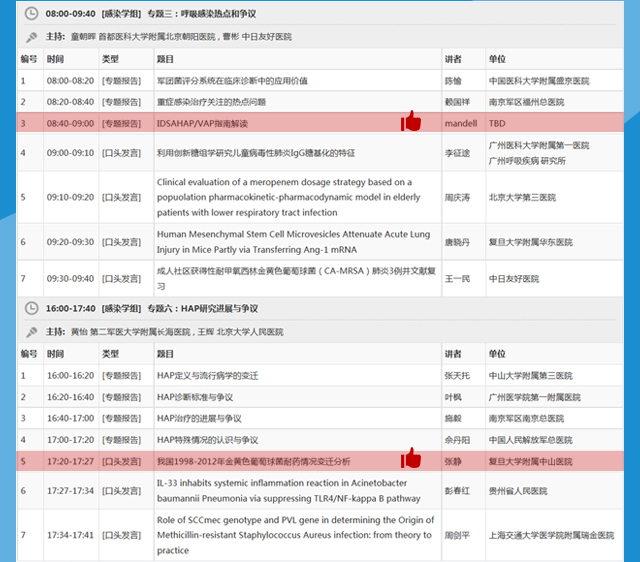 08:00-09:40 [感染学组] 专题三：呼吸感染热点和争议
主持: 童朝晖 首都医科大学附属北京朝阳医院 , 曹彬 中日友好医院
编号 时间 类型 题目 讲者 单位
1 08:00-08:20 [专题报告] 军团菌评分系统在临床诊断中的应用价值 陈愉 中国医科大学附属盛京医院
2 08:20-08:40 [专题报告] 重症感染治疗关注的热点问题 赖国祥 南京军区福州总医院
3 08:40-09:00 [专题报告] IDSAHAP/VAP指南解读 mandell TBD
4 09:00-09:10 [口头发言] 利用创新糖组学研究儿童病毒性肺炎IgG糖基化的特征 李征途 广州医科大学附属第一医院
广州呼吸疾病 研究所
5 09:10-09:20 [口头发言] Clinical evaluation of a meropenem dosage strategy based on a
popuolation pharmacokinetic-pharmacodynamic model in elderly
patients with lower respiratory tract infection 周庆涛 北京大学第三医院
6 09:20-09:30 [口头发言] Human Mesenchymal Stem Cell Microvesicles Attenuate Acute Lung
Injury in Mice Partly via Transferring Ang-1 mRNA 唐晓丹 复旦大学附属华东医院
7 09:30-09:40 [口头发言] 成人社区获得性耐甲氧西林金黄色葡萄球菌（CA-MRSA）肺炎3例并文献复
习 王一民 中日友好医院
16:00-17:40 [感染学组] 专题六：HAP研究进展与争议
主持: 黄怡 第二军医大学附属长海医院 , 王辉 北京大学人民医院
编号 时间 类型 题目 讲者 单位
1 16:00-16:20 [专题报告] HAP定义与流行病学的变迁 张天托 中山大学附属第三医院
2 16:20-16:40 [专题报告] HAP诊断标准与争议 叶枫 广州医学院第一附属医院
3 16:40-17:00 [专题报告] HAP治疗的进展与争议 施毅 南京军区南京总医院
4 17:00-17:20 [专题报告] HAP特殊情况的认识与争议 佘丹阳 中国人民解放军总医院
5 17:20-17:27 [口头发言] 我国1998-2012年金黄色葡萄球菌耐药情况变迁分析 张静 复旦大学附属中山医院
6 17:27-17:34 [口头发言] IL-33 inhabits systemic inflammation reaction in Acinetobacter
baumannii Pneumonia via suppressing TLR4/NF-kappa B pathway 彭春红 贵州省人民医院
7 17:34-17:41 [口头发言] Role of SCCmec genotype and PVL gene in determining the Origin of
Methicillin-resistant Staphylococcus Aureus infection: from theory to
practice 周剑平 上海交通大学医学院附属瑞金医院